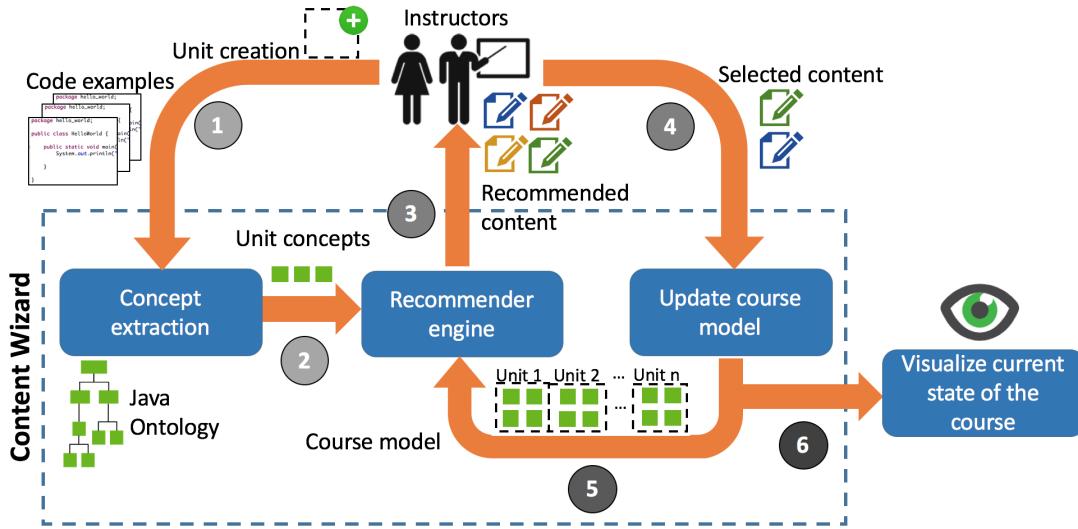 Instructors
Unit creation
+
Code examples
package hello_world;
package hello_world;
package hello_world;
public class HelloWorld {
public static void main(
System.out.println("
}
}
Selected content
1
4
3
Recommended
content
Unit concepts
Content Wizard
Concept
extraction
Recommender
engine
Update course
model
2
Java
Ontology
Unit 1 Unit 2 ... Unit n
...
Course model
5
6
Visualize current
state of the
course